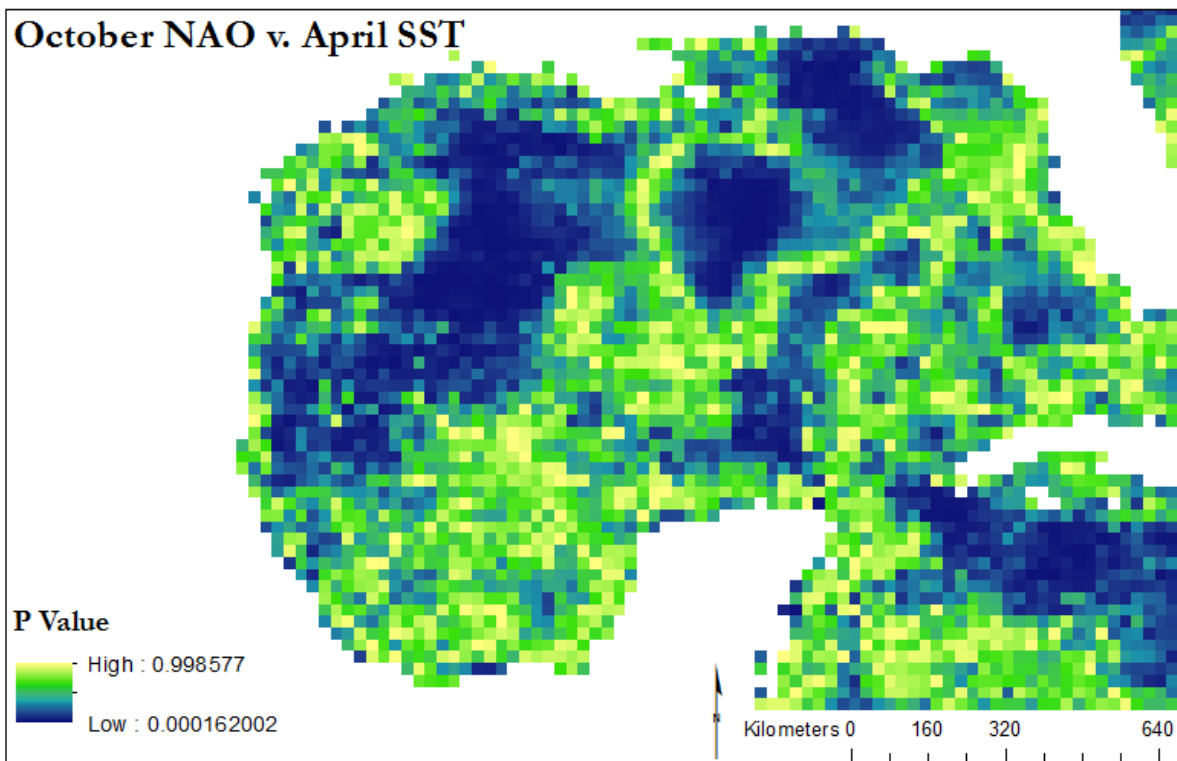 October NAO v. April SST
P Value
High : 0.998577
Low : 0.000162002
N
Kilometers 0 160 320 640